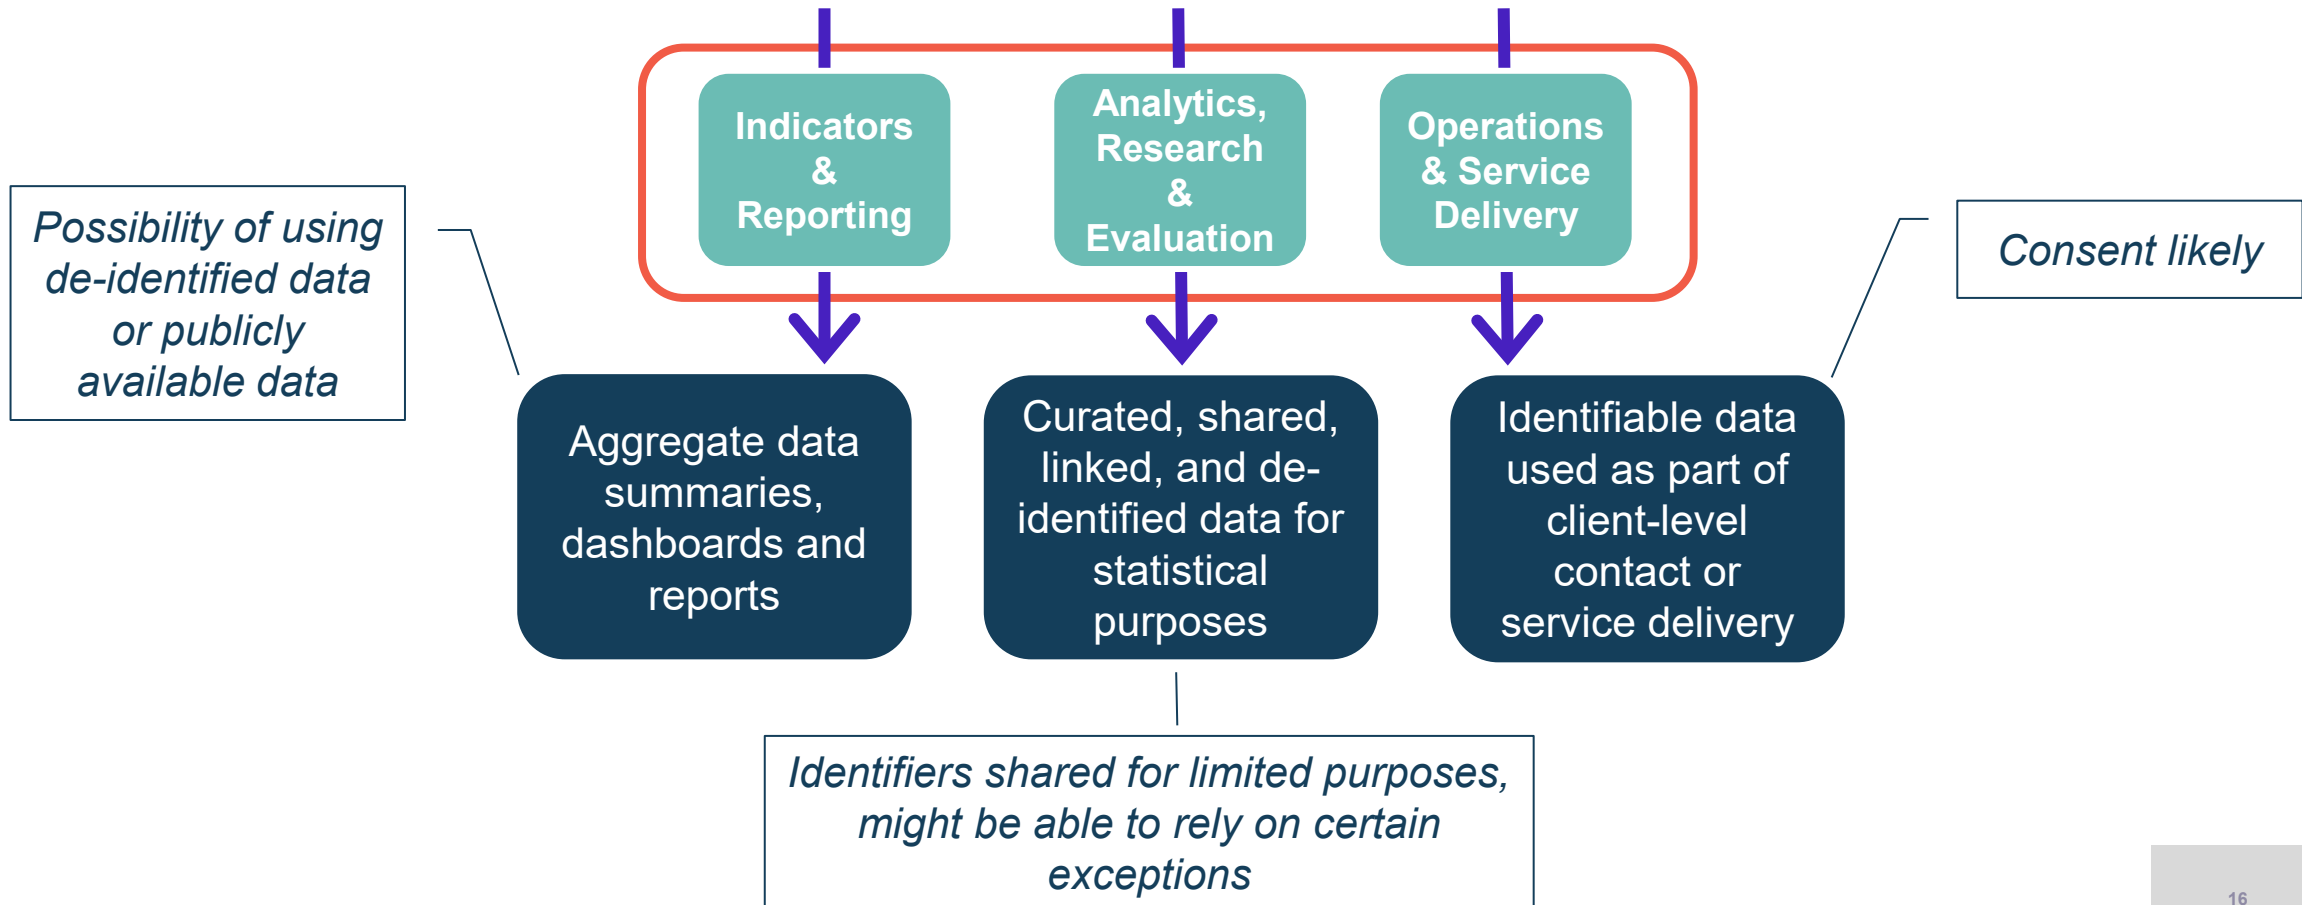 Indicators
&
Reporting
Analytics,
Research
&
Evaluation
Operations
& Service
Delivery
Possibility of using
de-identified data
or publicly
available data
Consent likely
Aggregate data
summaries,
dashboards and
reports
Curated, shared,
linked, and de-
identified data for
statistical
purposes
Identifiable data
used as part of
client-level
contact or
service delivery
Identifiers shared for limited purposes,
might be able to rely on certain
exceptions
16